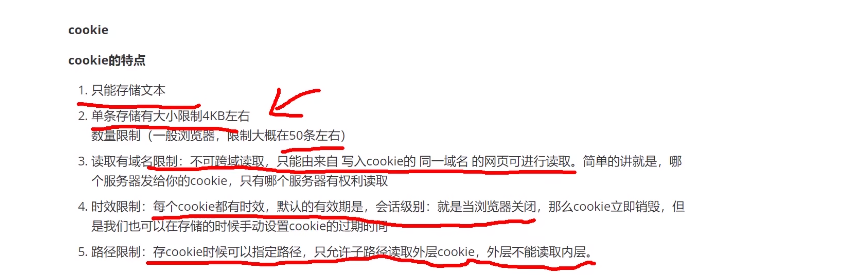 cookie
cookie的特点
1. 只能存储文本
2. 单条存储有大小限制4KB左右
数量限制（一般浏览器，限制大概在50条左右）
3. 读取有域名限制：不可跨域读取，只能由来自 写入cookie的 同一域名 的网页可进行读取。简单的讲就是，哪
个服务器发给你的cookie，只有哪个服务器有权利读取
4. 时效限制：每个cookie都有时效，默认的有效期是，会话级别：就是当浏览器关闭，那么cookie立即销毁，但
是我们也可以在存储的时候手动设置cookie的过期时间
5. 路径限制：存cookie时候可以指定路径，只允许子路径读取外层cookie，外层不能读取内层。